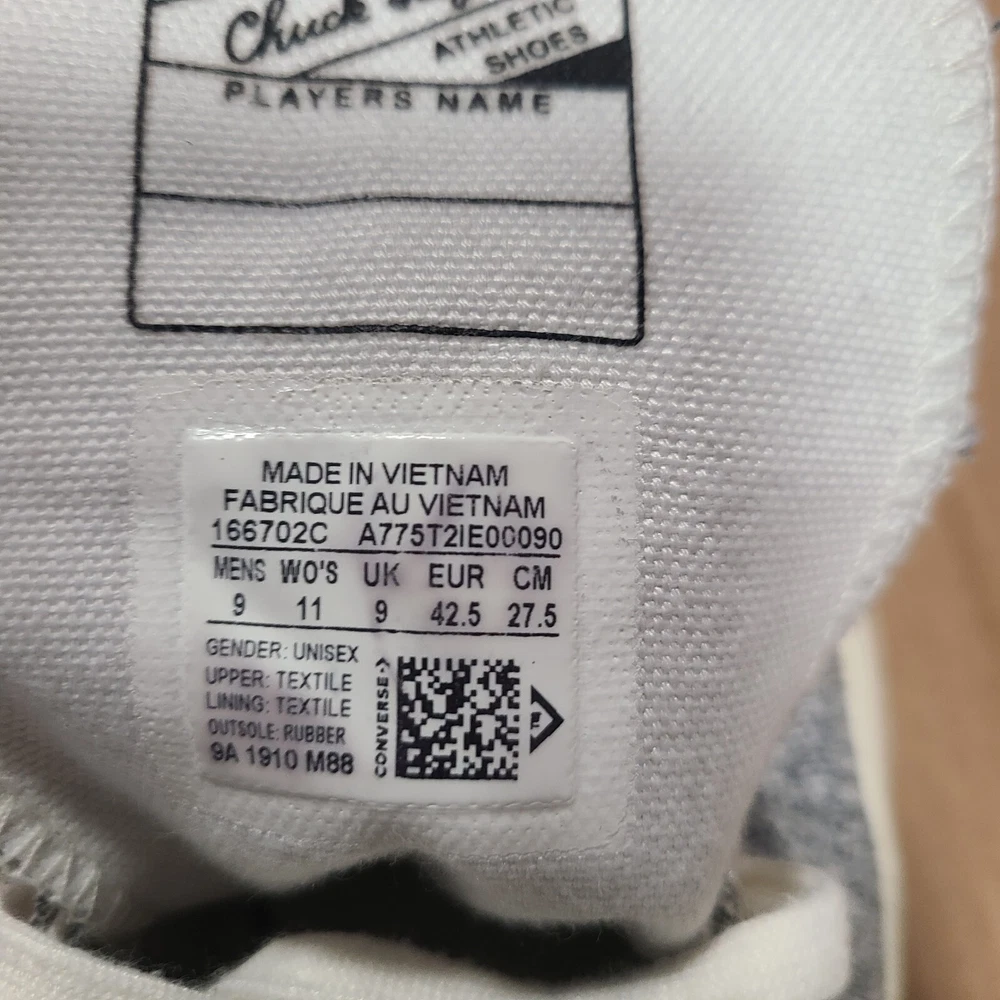 Chuck
ATHLETIC
SHOES
PLAYERS NAME
MADE IN VIETNAM
FABRIQUE AU VIETNAM
166702C A775T2IE00090
MENS WO'S UK EUR CM
9 11 9 42.5 27.5
GENDER: UNISEX
UPPER: TEXTILE
LINING: TEXTILE
OUTSOLE: RUBBER
9A 1910 M88
CONVERSE